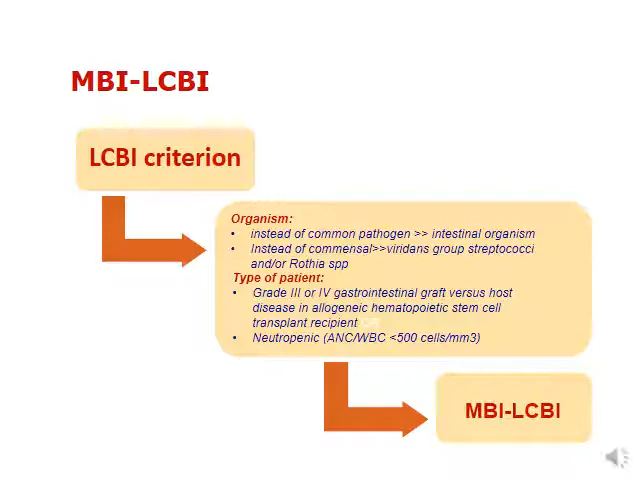 MBI-LCBI
LCBI criterion
Organism:
• instead of common pathogen >> intestinal organism
• Instead of commensal>>viridans group streptococci
and/or Rothia spp
Type of patient:
• Grade III or IV gastrointestinal graft versus host
disease in allogeneic hematopoietic stem cell
transplant recipient OR
• Neutropenic (ANC/WBC <500 cells/mm3)
MBI-LCBI